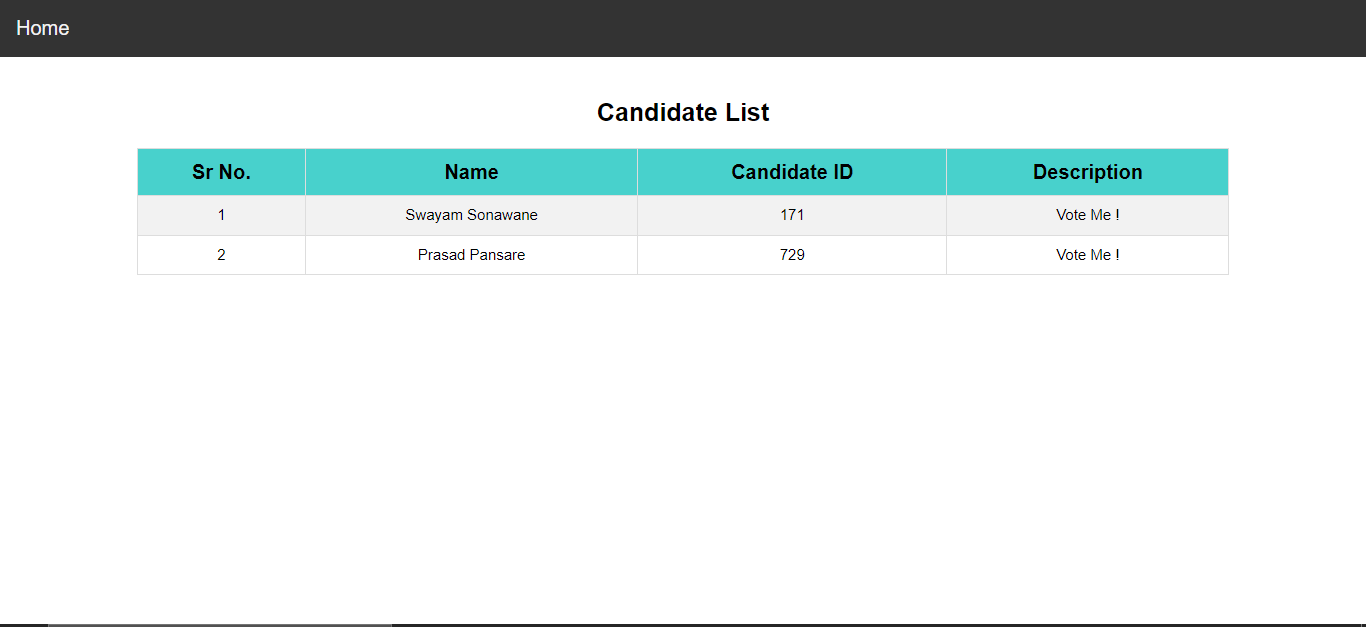 Home
Candidate List
Sr No. Name Candidate ID Description
1 Swayam Sonawane 171 Vote Me !
2 Prasad Pansare 729 Vote Me !